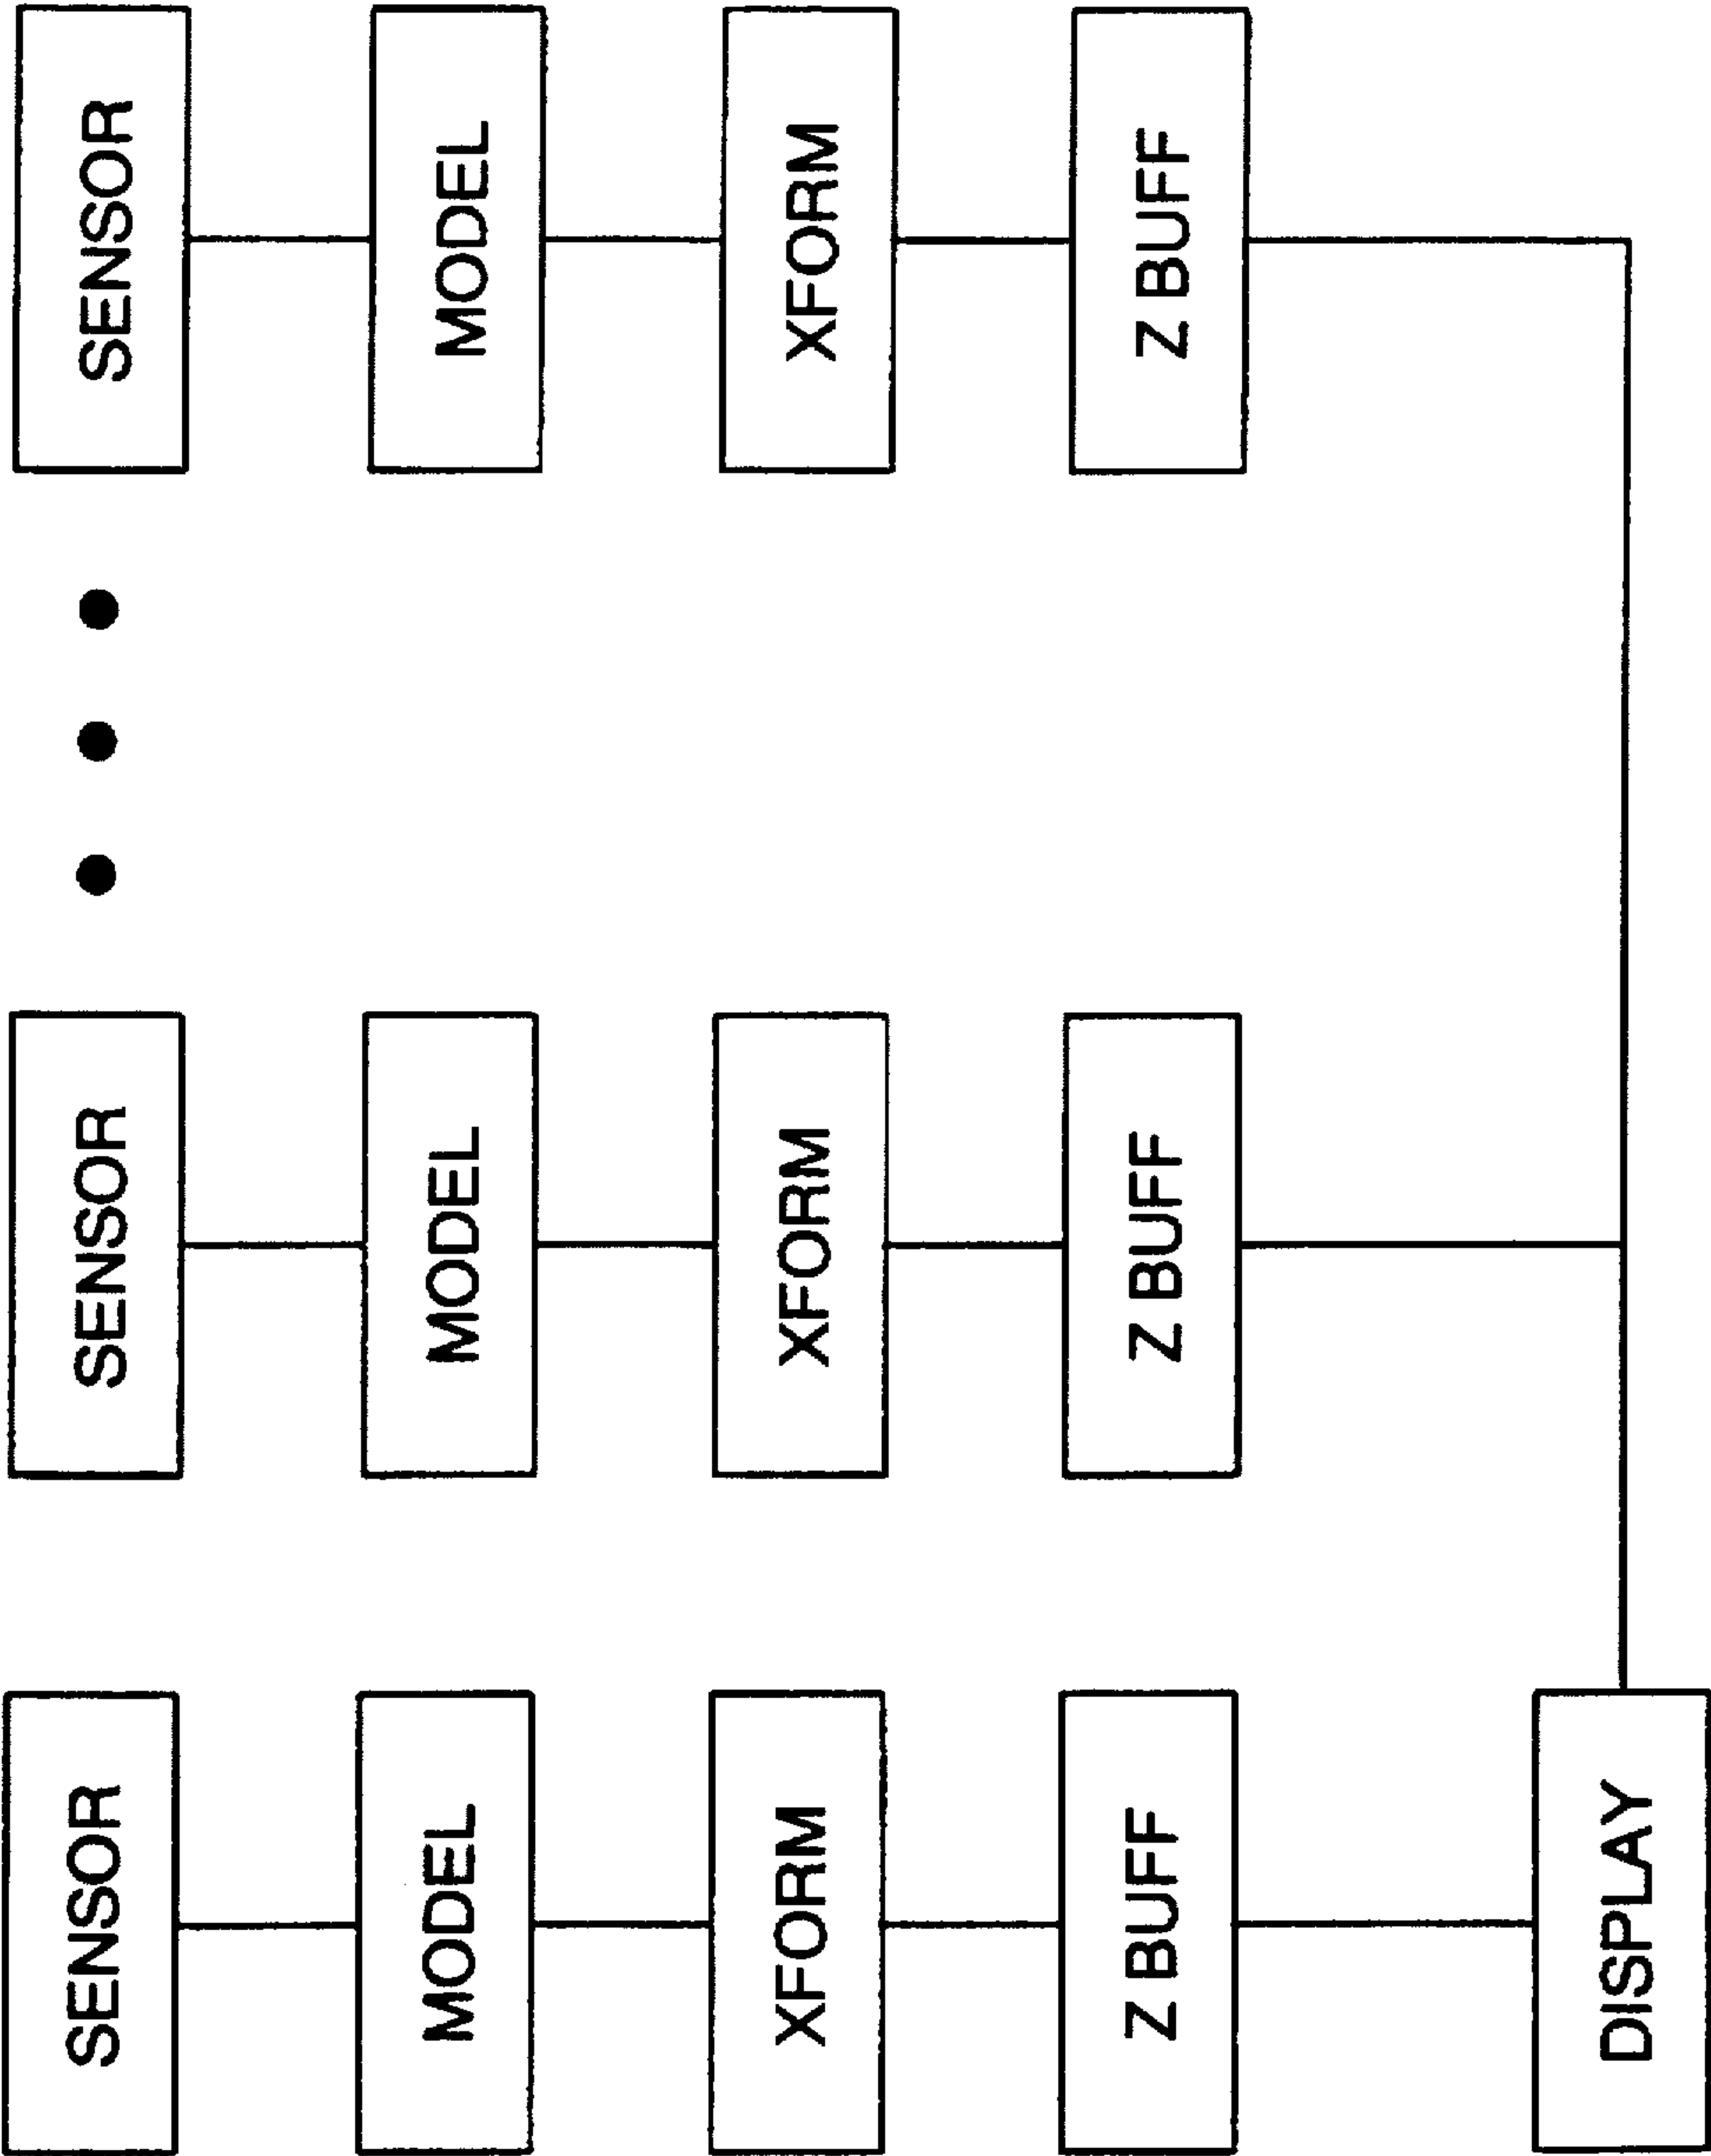 SENSOR
SENSOR
SENSOR
MODEL
MODEL
MODEL
XFORM
XFORM
XFORM
Z BUFF
Z BUFF
Z BUFF
DISPLAY